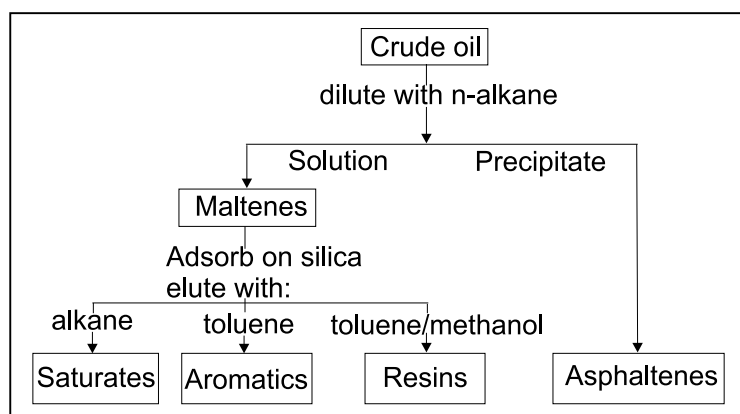 Crude oil
dilute with n-alkane
Solution
Precipitate
Maltenes
Adsorb on silica
elute with:
alkane
toluene
toluene/methanol
Saturates
Aromatics
Resins
Asphaltenes